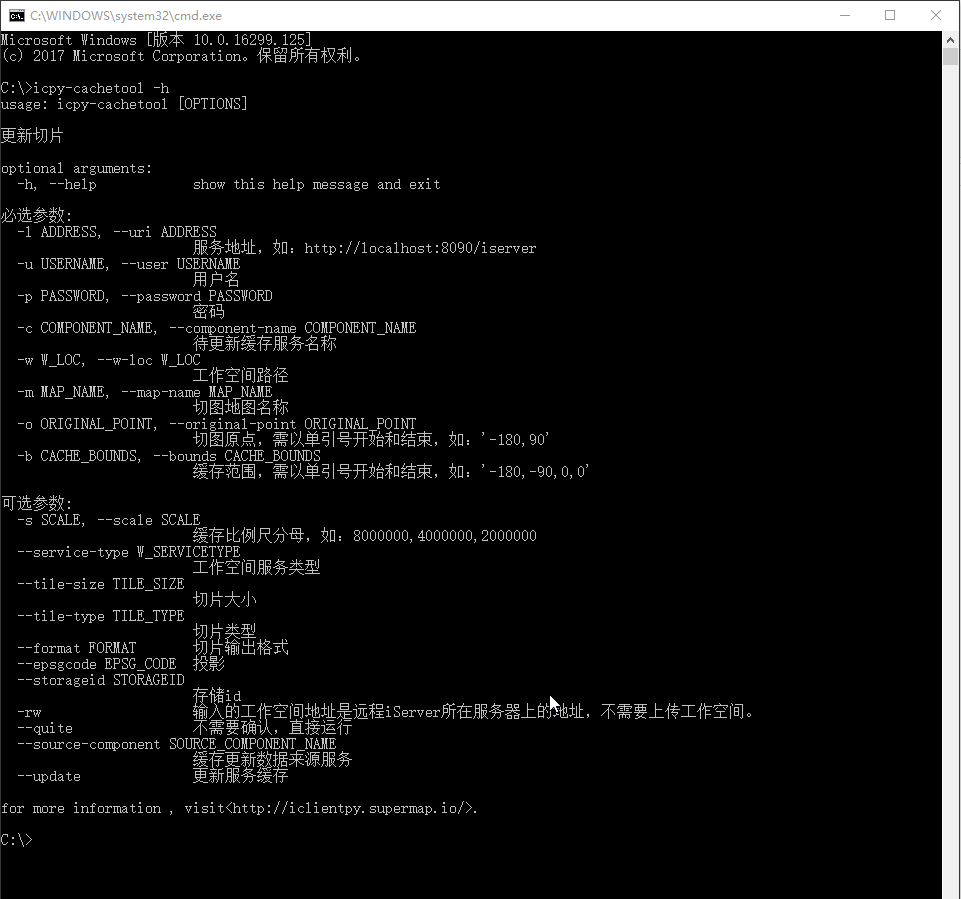 C:\WINDOWS\system32\cmd.exe
Microsoft Windows [版本 10.0.16299.125]
(c) 2017 Microsoft Corporation。保留所有权利。
C:\>icpy-cachetool -h
usage: icpy-cachetool [OPTIONS]
更新切片
optional arguments:
-h, --help show this help message and exit
必选参数:
-l ADDRESS, --uri ADDRESS
服务地址，如：http://localhost:8090/iserver
-u USERNAME, --user USERNAME
用户名
-p PASSWORD, --password PASSWORD
密码
-c COMPONENT_NAME, --component-name COMPONENT_NAME
待更新缓存服务名称
-w W_LOC, --w-loc W_LOC
工作空间路径
-m MAP_NAME, --map-name MAP_NAME
切图地图名称
-o ORIGINAL_POINT, --original-point ORIGINAL_POINT
切图原点，需以单引号开始和结束，如：'-180,90'
-b CACHE_BOUNDS, --bounds CACHE_BOUNDS
缓存范围，需以单引号开始和结束，如：'-180,-90,0,0'
可选参数:
-s SCALE, --scale SCALE
缓存比例尺分母，如：8000000,4000000,2000000
--service-type W_SERVICETYPE
工作空间服务类型
--tile-size TILE_SIZE
切片大小
--tile-type TILE_TYPE
切片类型
--format FORMAT 切片输出格式
--epsgcode EPSG_CODE 投影
--storageid STORAGEID
存储id
-rw 输入的工作空间地址是远程iServer所在服务器上的地址，不需要上传工作空间。
--quite 不需要确认，直接运行
--source-component SOURCE_COMPONENT_NAME
缓存更新数据来源服务
--update 更新服务缓存
for more information , visit<http://iclientpy.supermap.io/>.
C:\>